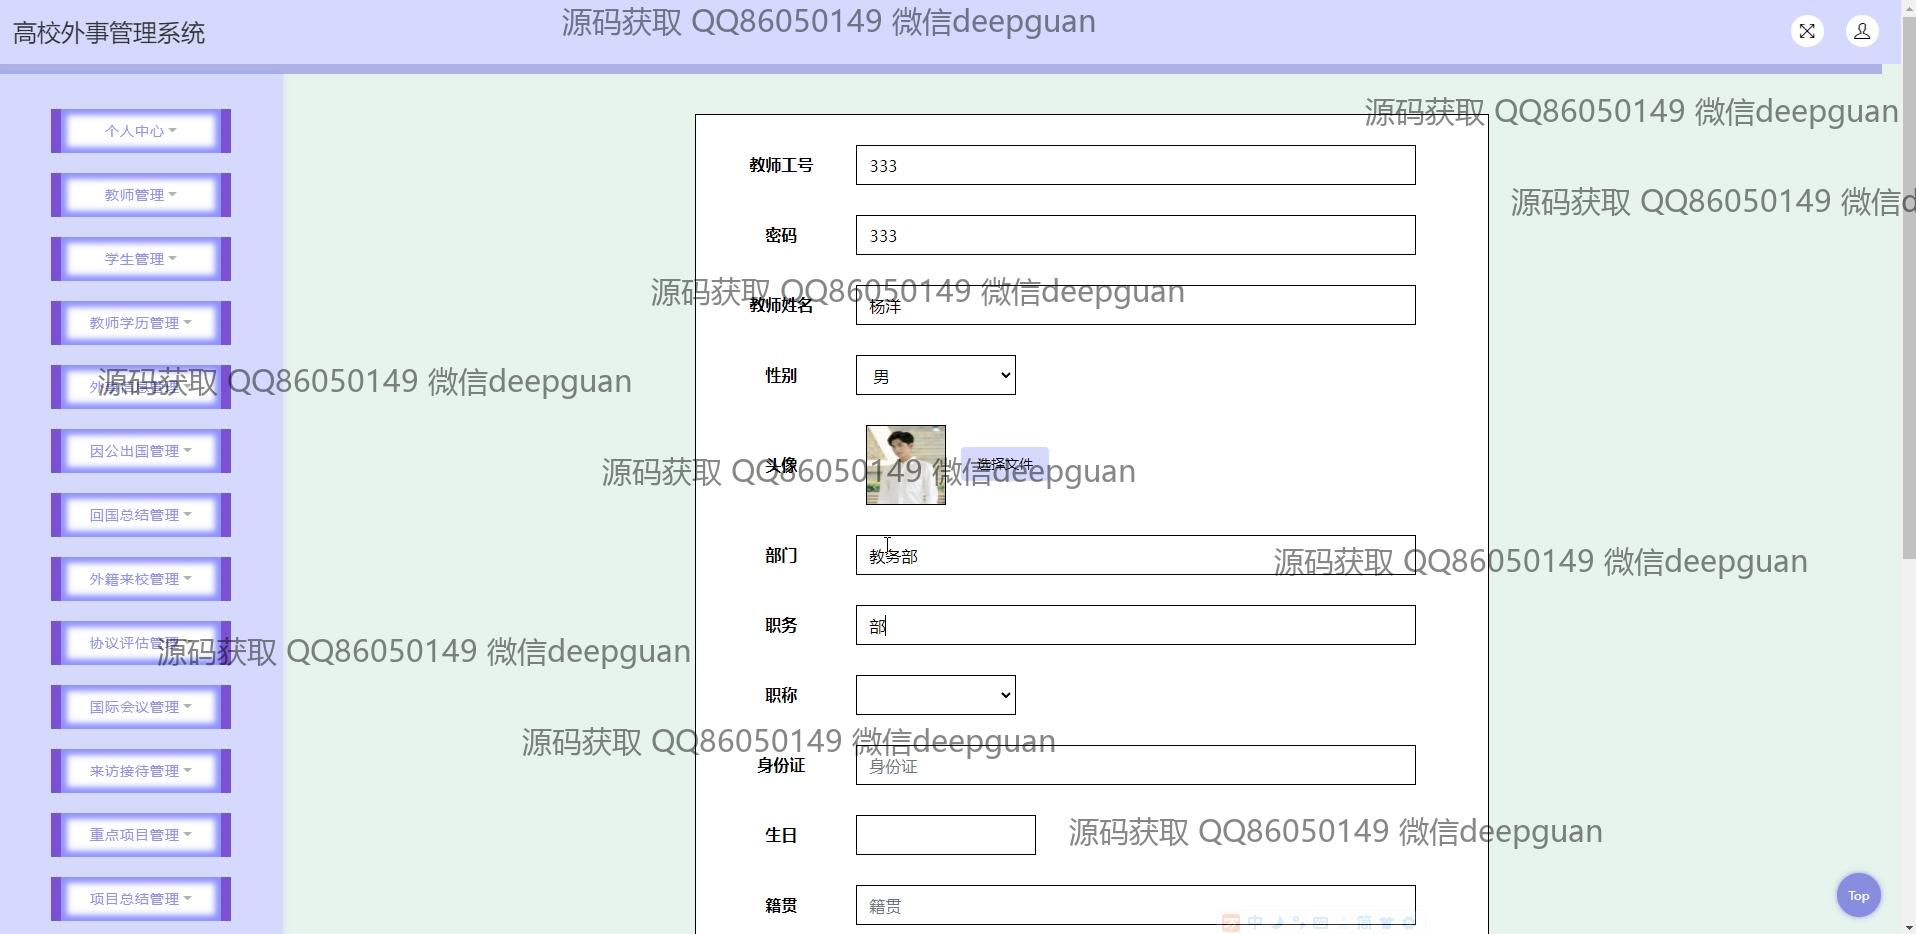 高校外事管理系统
源码获取 QQ86050149 微信deepguan
个人中心
教师管理
学生管理
教师学历管理
外事信息管理
源码获取 QQ86050149 微信deepguan
因公出国管理
回国总结管理
外籍来校管理
协议评估管理
源码获取 QQ86050149 微信deepguan
国际会议管理
来访接待管理
重点项目管理
项目总结管理
源码获取 QQ86050149 微信deepguan
教师工号 333
源码获取 QQ86050149 微信d
密码 333
源码获取 QQ86050149 微信deepguan
教师姓名 杨洋
性别 男
头像 选择文件
源码获取 QQ86050149 微信deepguan
部门 教务部
源码获取 QQ86050149 微信deepguan
职务 部
职称
源码获取 QQ86050149 微信deepguan
身份证 身份证
生日
源码获取 QQ86050149 微信deepguan
籍贯 籍贯
Top
中
简